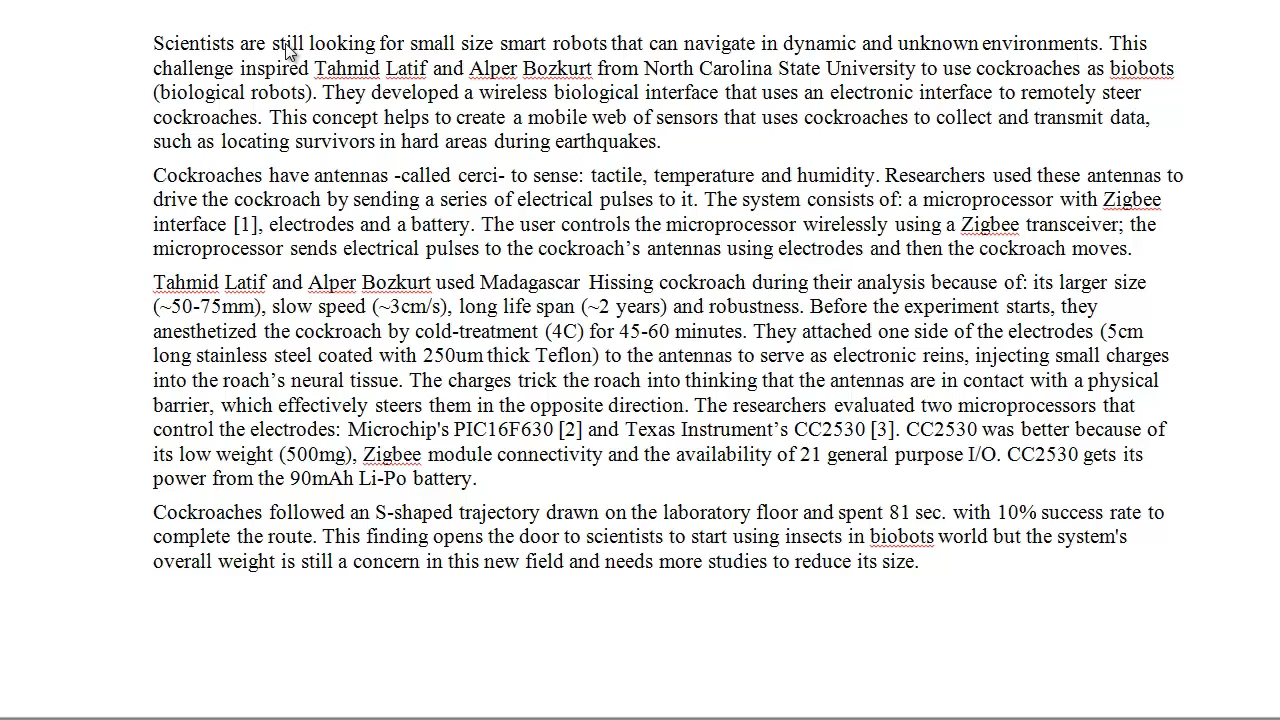 Scientists are still looking for small size smart robots that can navigate in dynamic and unknown environments. This
challenge inspired Tahmid Latif and Alper Bozkurt from North Carolina State University to use cockroaches as biobots
(biological robots). They developed a wireless biological interface that uses an electronic interface to remotely steer
cockroaches. This concept helps to create a mobile web of sensors that uses cockroaches to collect and transmit data,
such as locating survivors in hard areas during earthquakes.
Cockroaches have antennas -called cerci- to sense: tactile, temperature and humidity. Researchers used these antennas to
drive the cockroach by sending a series of electrical pulses to it. The system consists of: a microprocessor with Zigbee
interface [1], electrodes and a battery. The user controls the microprocessor wirelessly using a Zigbee transceiver; the
microprocessor sends electrical pulses to the cockroach’s antennas using electrodes and then the cockroach moves.
Tahmid Latif and Alper Bozkurt used Madagascar Hissing cockroach during their analysis because of: its larger size
(~50-75mm), slow speed (~3cm/s), long life span (~2 years) and robustness. Before the experiment starts, they
anesthetized the cockroach by cold-treatment (4C) for 45-60 minutes. They attached one side of the electrodes (5cm
long stainless steel coated with 250um thick Teflon) to the antennas to serve as electronic reins, injecting small charges
into the roach’s neural tissue. The charges trick the roach into thinking that the antennas are in contact with a physical
barrier, which effectively steers them in the opposite direction. The researchers evaluated two microprocessors that
control the electrodes: Microchip's PIC16F630 [2] and Texas Instrument’s CC2530 [3]. CC2530 was better because of
its low weight (500mg), Zigbee module connectivity and the availability of 21 general purpose I/O. CC2530 gets its
power from the 90mAh Li-Po battery.
Cockroaches followed an S-shaped trajectory drawn on the laboratory floor and spent 81 sec. with 10% success rate to
complete the route. This finding opens the door to scientists to start using insects in biobots world but the system's
overall weight is still a concern in this new field and needs more studies to reduce its size.